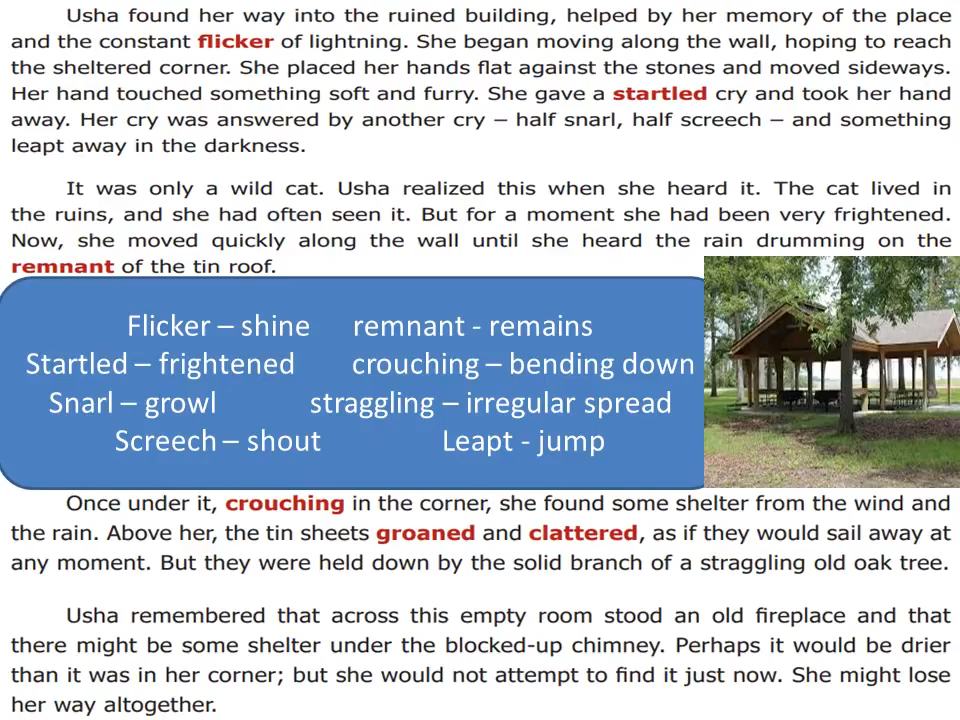 Usha found her way into the ruined building, helped by her memory of the place
and the constant flicker of lightning. She began moving along the wall, hoping to reach
the sheltered corner. She placed her hands flat against the stones and moved sideways.
Her hand touched something soft and furry. She gave a startled cry and took her hand
away. Her cry was answered by another cry – half snarl, half screech – and something
leapt away in the darkness.
It was only a wild cat. Usha realized this when she heard it. The cat lived in
the ruins, and she had often seen it. But for a moment she had been very frightened.
Now, she moved quickly along the wall until she heard the rain drumming on the
remnant of the tin roof.
Flicker – shine remnant - remains
Startled – frightened crouching – bending down
Snarl – growl straggling – irregular spread
Screech – shout Leapt - jump
Once under it, crouching in the corner, she found some shelter from the wind and
the rain. Above her, the tin sheets groaned and clattered, as if they would sail away at
any moment. But they were held down by the solid branch of a straggling old oak tree.
Usha remembered that across this empty room stood an old fireplace and that
there might be some shelter under the blocked-up chimney. Perhaps it would be drier
than it was in her corner; but she would not attempt to find it just now. She might lose
her way altogether.